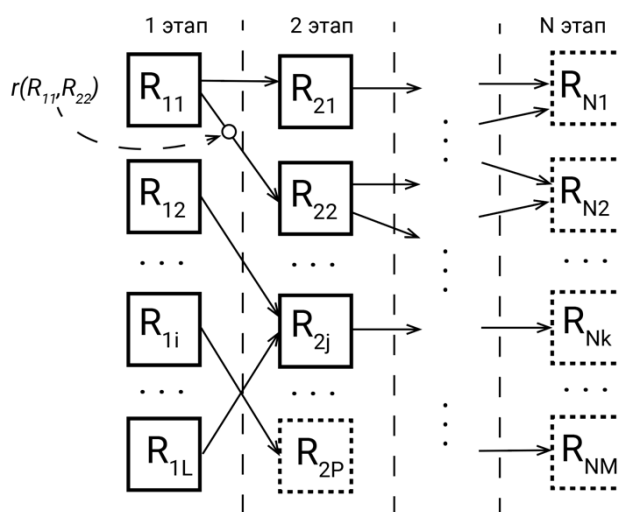 1 этап 2 этап N этап
r(R11,R22)
R11 R21 RN1
R12 R22 RN2
. . . . . . . . .
R1i R2j RNk
. . . . . . . . .
R1L R2P RNM